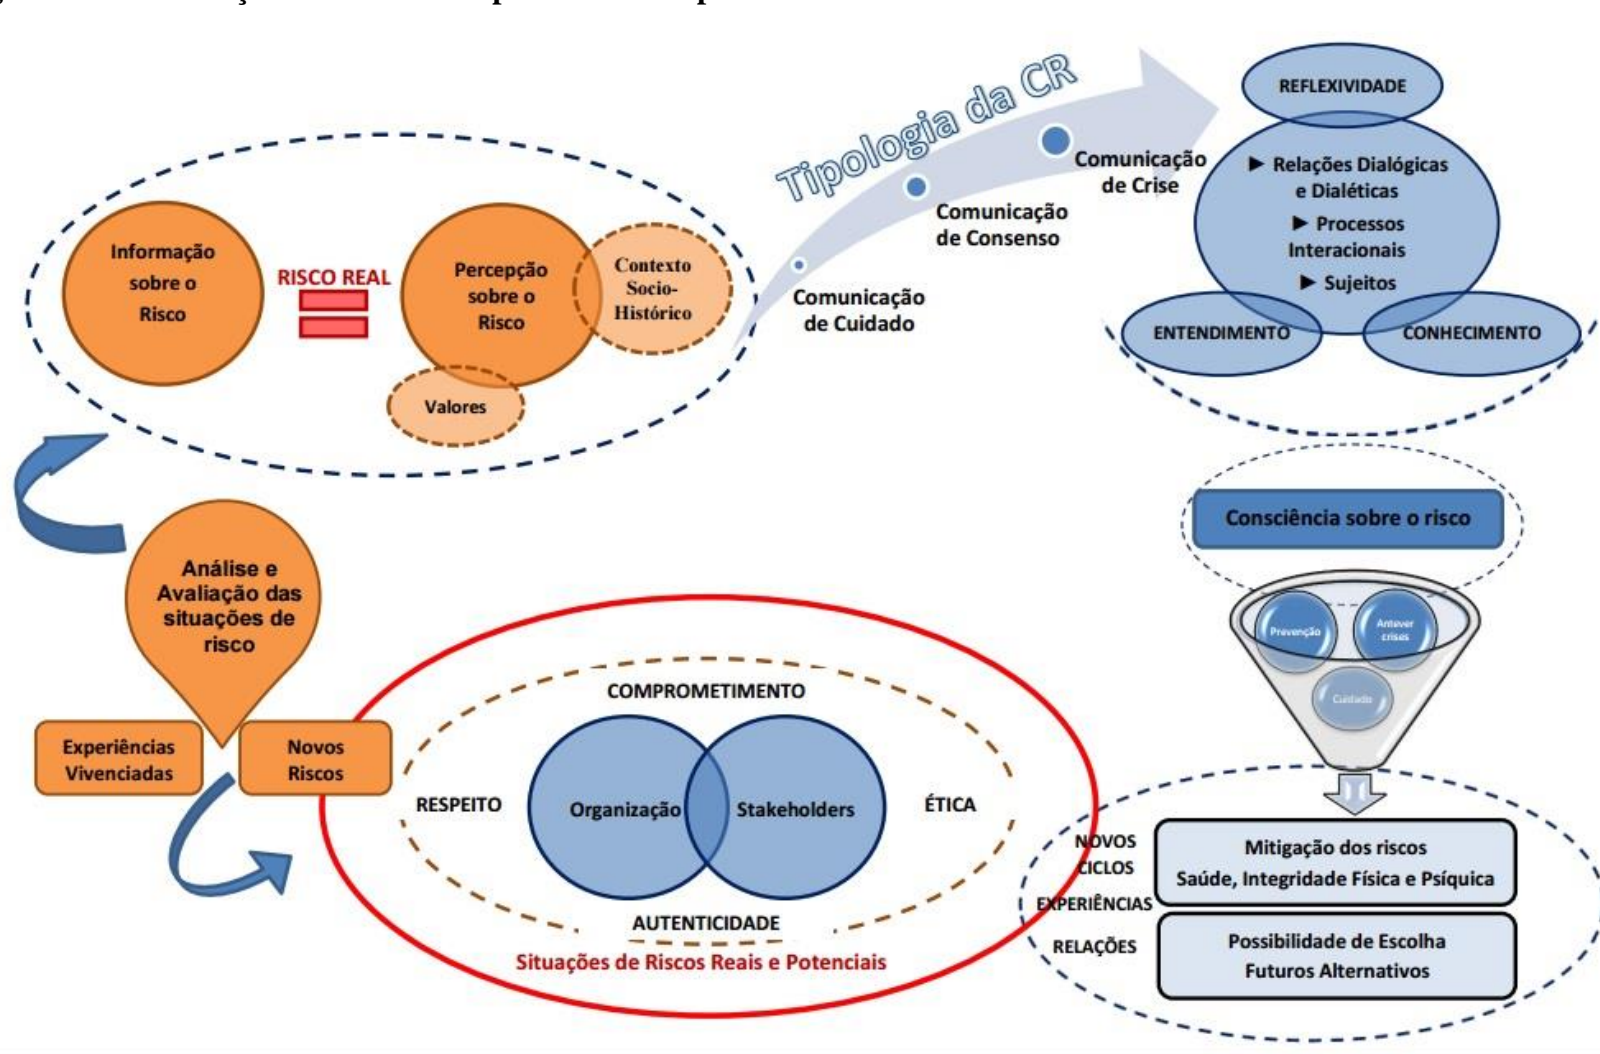 Tipologia da CR
REFLEXIVIDADE
► Relações Dialógicas
e Dialéticas
► Processos
Interacionais
► Sujeitos
ENTENDIMENTO
CONHECIMENTO
Comunicação
de Crise
Comunicação
de Consenso
Comunicação
de Cuidado
Informação
sobre o
Risco
RISCO REAL
Percepção
sobre o
Risco
Contexto
Socio-
Histórico
Valores
Consciência sobre o risco
Prevenção
Antever
crises
Cuidado
Análise e
Avaliação das
situações de
risco
Experiências
Vivenciadas
Novos
Riscos
COMPROMETIMENTO
RESPEITO
Organização
Stakeholders
ÉTICA
AUTENTICIDADE
Situações de Riscos Reais e Potenciais
NOVOS
CICLOS
EXPERIÊNCIAS
RELAÇÕES
Mitigação dos riscos
Saúde, Integridade Física e Psíquica
Possibilidade de Escolha
Futuros Alternativos